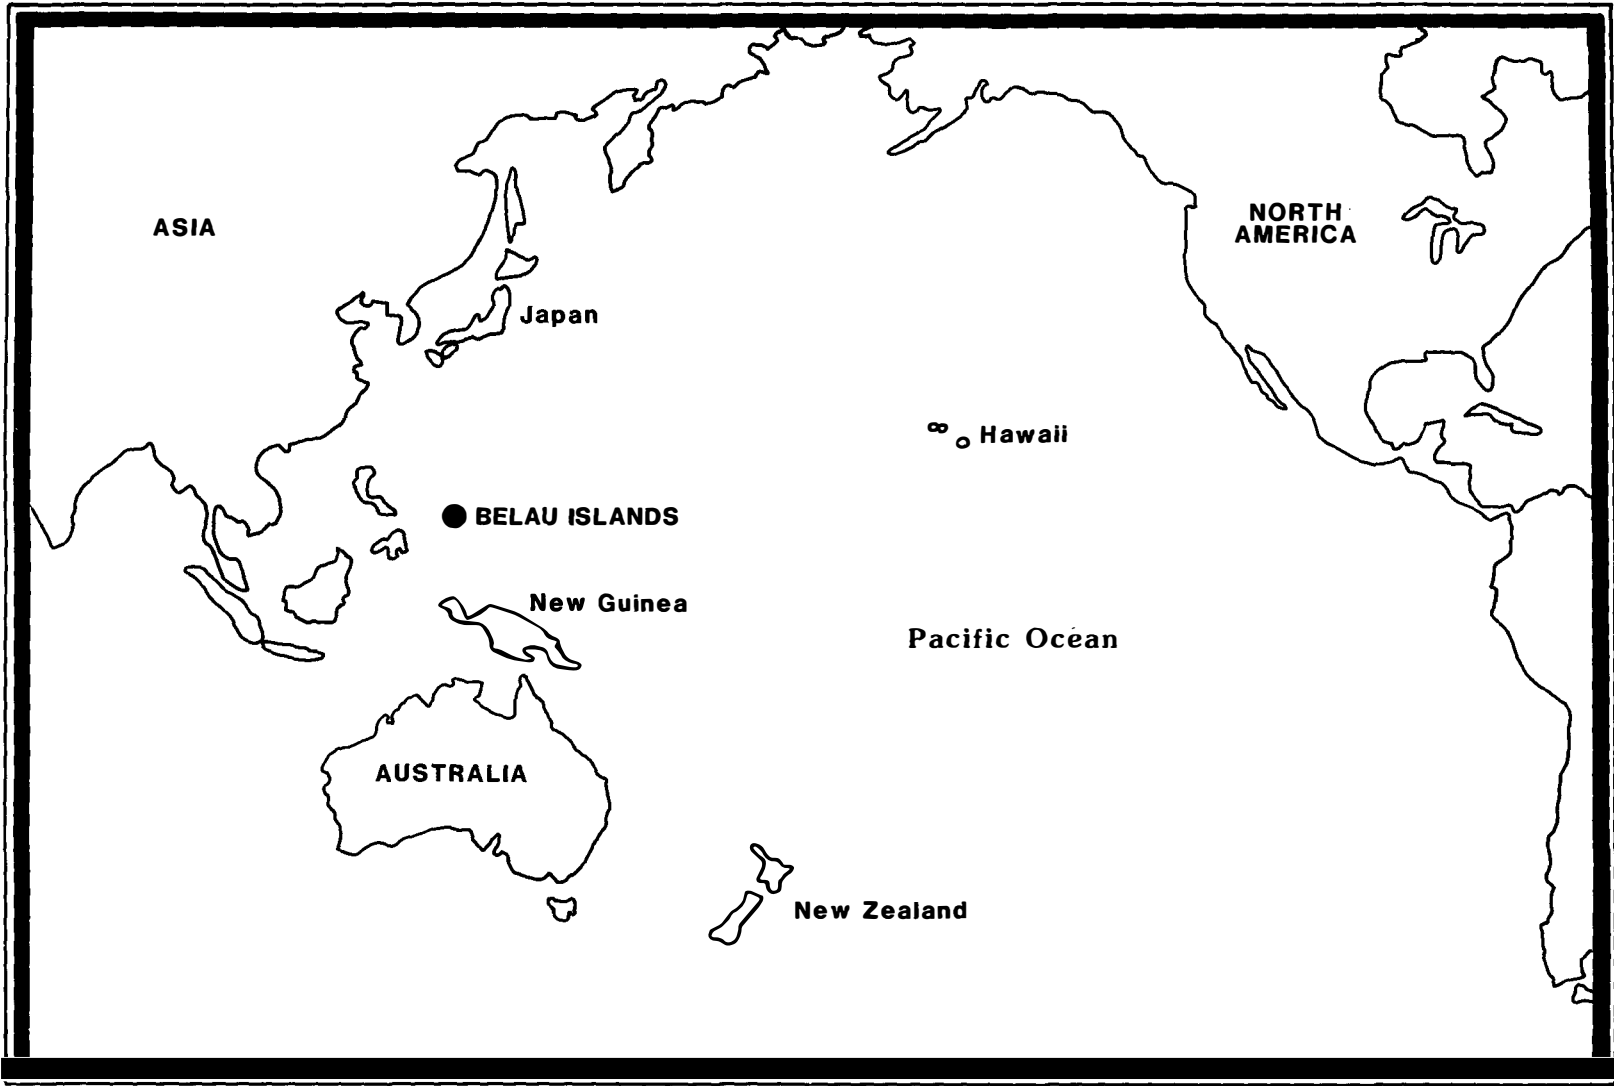 ASIA
NORTH
AMERICA
Japan
Hawaii
BELAU ISLANDS
New Guinea
Pacific Ocean
AUSTRALIA
New Zealand